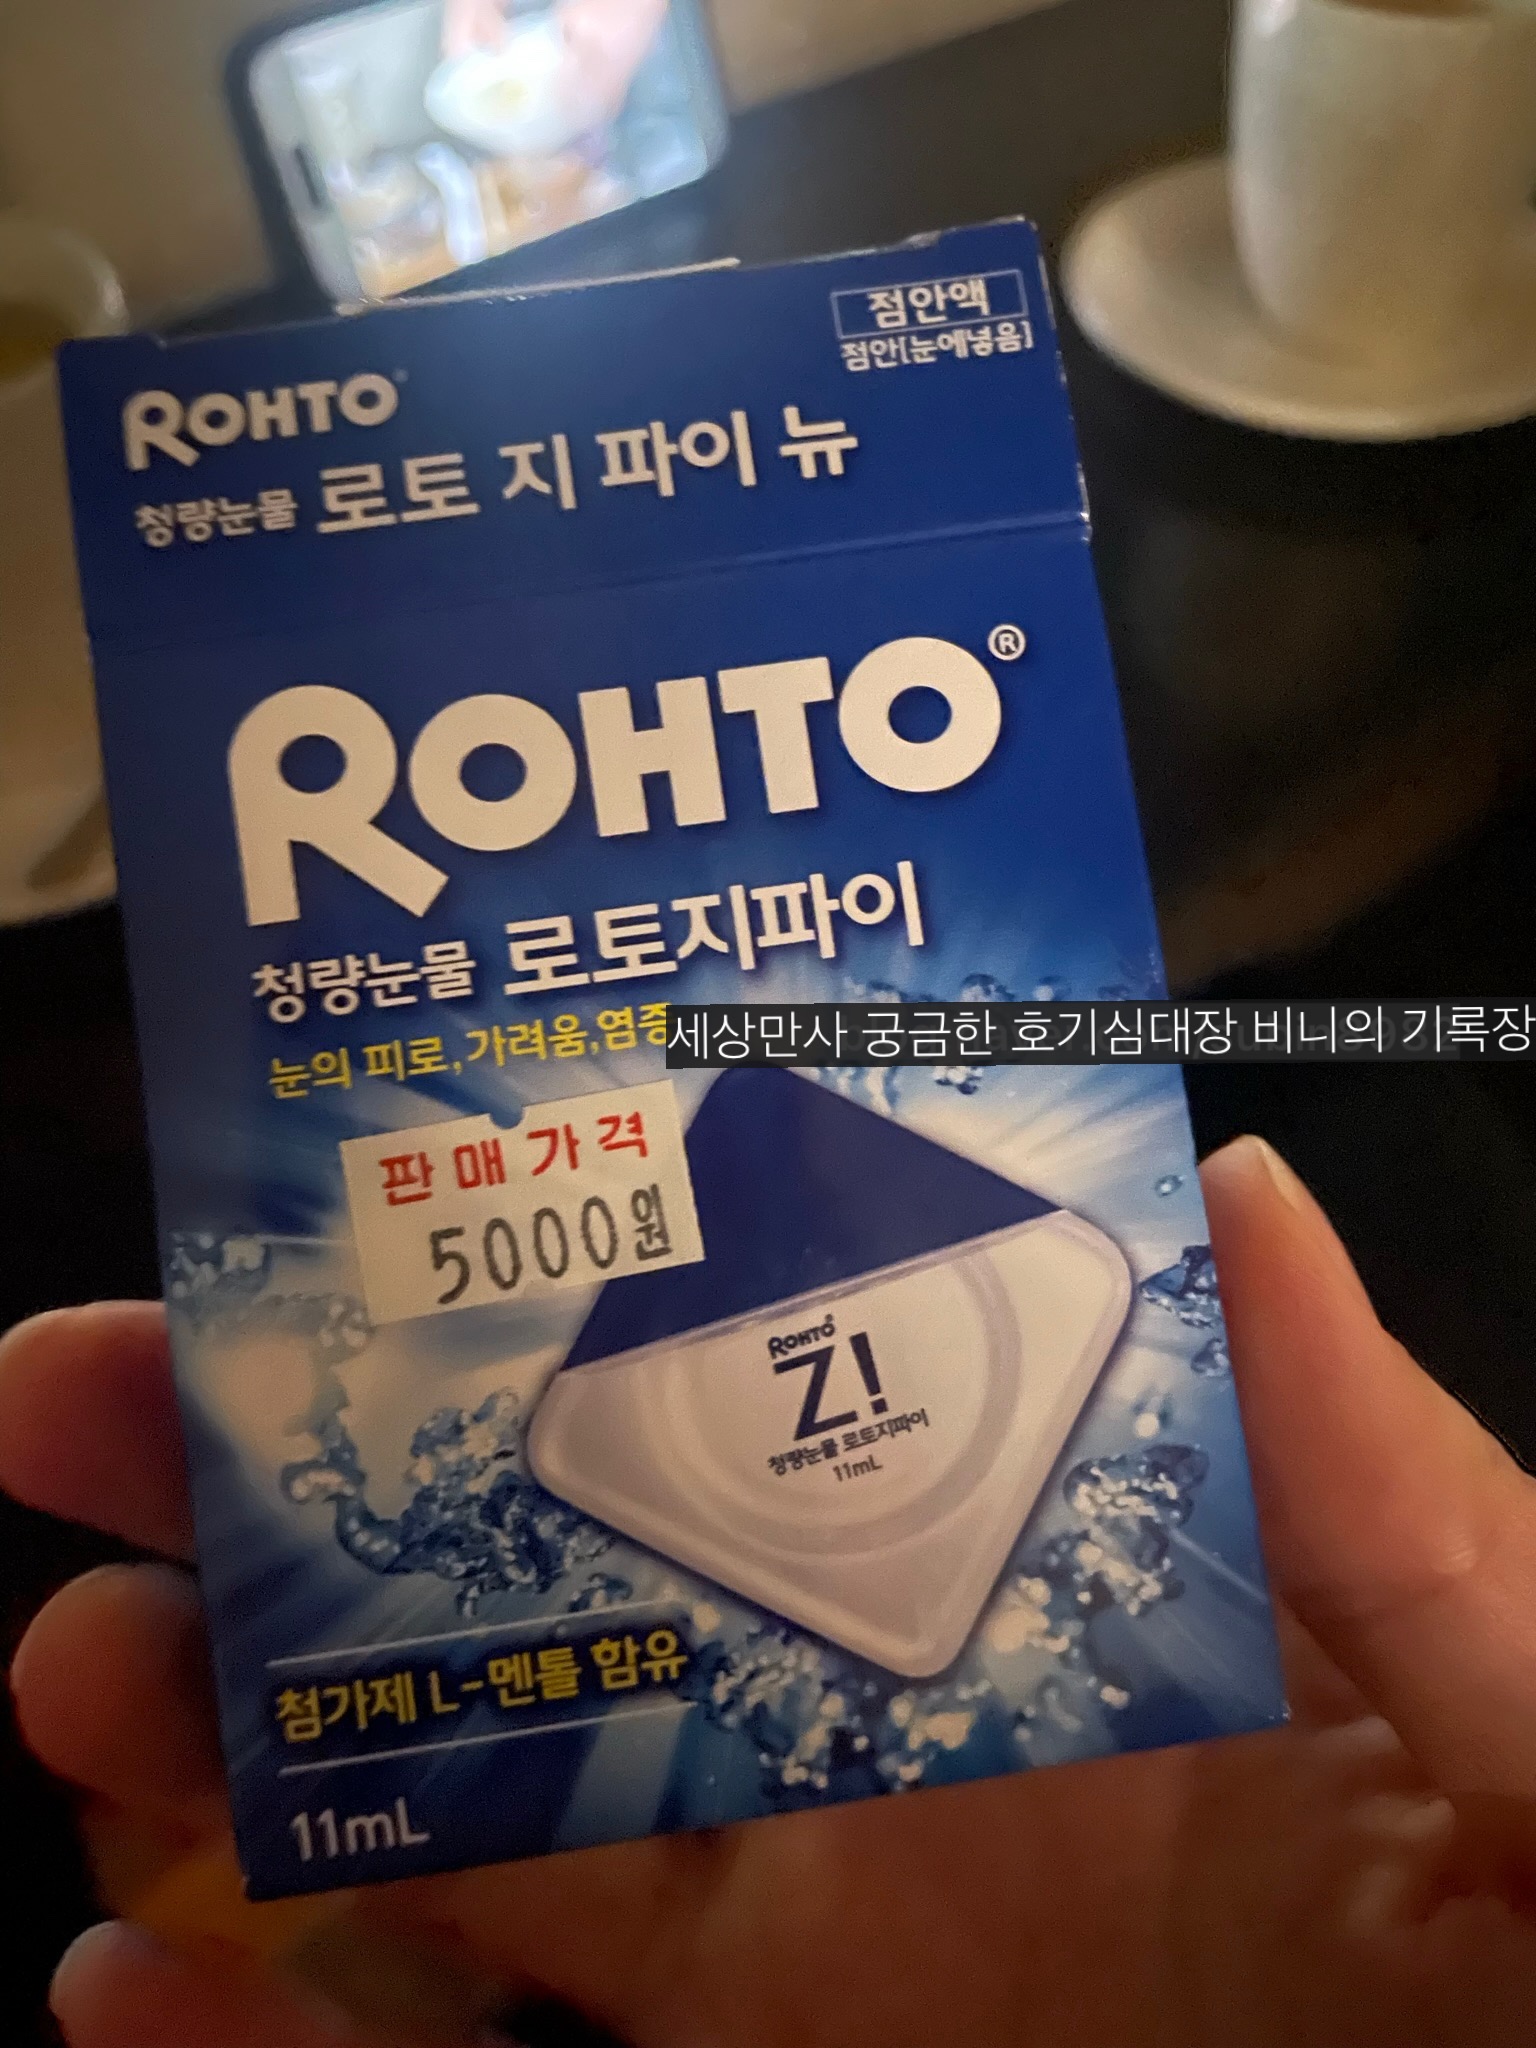 점안액
점안[눈에넣음]
ROHTO
청량눈물 로토 지 파이 뉴
ROHTO®
청량눈물 로토지파이
눈의 피로, 가려움, 염증
세상만사 궁금한 호기심대장 비니의 기록장
판매가격
5000원
ROHTO
Z!
청량눈물 로토지파이
11mL
첨가제 L-멘톨 함유
11mL